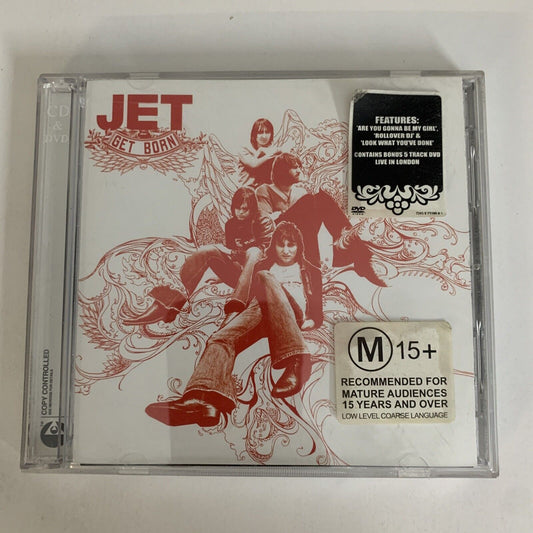 CD
&
DVD
JET
GET BORN
FEATURES:
'ARE YOU GONNA BE MY GIRL',
'ROLLOVER DJ' &
'LOOK WHAT YOU'VE DONE'
CONTAINS BONUS 5 TRACK DVD
LIVE IN LONDON
DVD
M 15+
RECOMMENDED FOR
MATURE AUDIENCES
15 YEARS AND OVER
LOW LEVEL COARSE LANGUAGE
COPY CONTROLLED